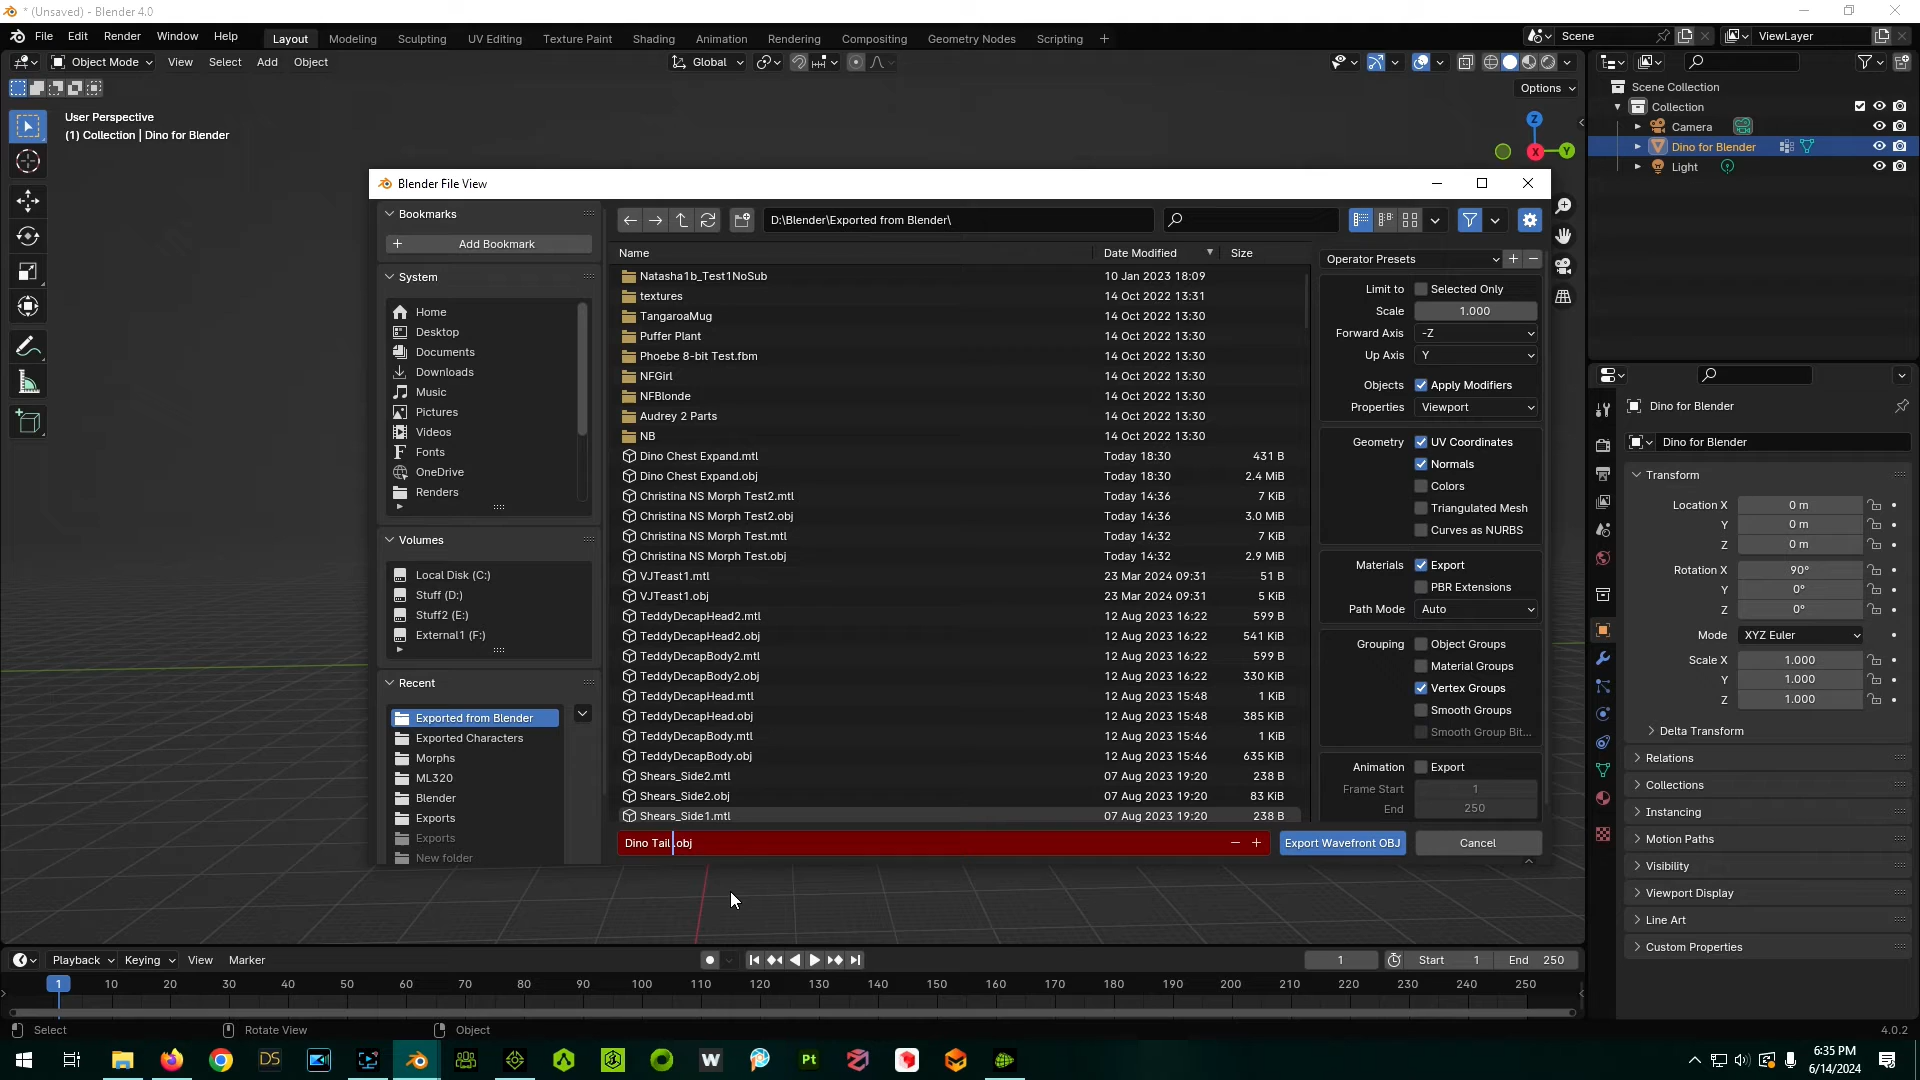 * (Unsaved) - Blender 4.0
File Edit Render Window Help
Layout Modeling Sculpting UV Editing Texture Paint Shading Animation Rendering Compositing Geometry Nodes Scripting +
Scene ViewLayer
Object Mode View Select Add Object
Global
Options
User Perspective
(1) Collection | Dino for Blender
Z
X
Y
Scene Collection
Collection
Camera
Dino for Blender
Light
Blender File View
Bookmarks
Add Bookmark
System
Home
Desktop
Documents
Downloads
Music
Pictures
Videos
Fonts
OneDrive
Renders
Volumes
Local Disk (C:)
Stuff (D:)
Stuff2 (E:)
External1 (F:)
Recent
Exported from Blender
Exported Characters
Morphs
ML320
Blender
Exports
Exports
New folder
D:\Blender\Exported from Blender\
Name Date Modified Size
Natasha1b_Test1NoSub 10 Jan 2023 18:09
textures 14 Oct 2022 13:31
TangaroaMug 14 Oct 2022 13:30
Puffer Plant 14 Oct 2022 13:30
Phoebe 8-bit Test.fbm 14 Oct 2022 13:30
NFGirl 14 Oct 2022 13:30
NFBlonde 14 Oct 2022 13:30
Audrey 2 Parts 14 Oct 2022 13:30
NB 14 Oct 2022 13:30
Dino Chest Expand.mtl Today 18:30 431 B
Dino Chest Expand.obj Today 18:30 2.4 MiB
Christina NS Morph Test2.mtl Today 14:36 7 KiB
Christina NS Morph Test2.obj Today 14:36 3.0 MiB
Christina NS Morph Test.mtl Today 14:32 7 KiB
Christina NS Morph Test.obj Today 14:32 2.9 MiB
VJTeast1.mtl 23 Mar 2024 09:31 51 B
VJTeast1.obj 23 Mar 2024 09:31 5 KiB
TeddyDecapHead2.mtl 12 Aug 2023 16:22 599 B
TeddyDecapHead2.obj 12 Aug 2023 16:22 541 KiB
TeddyDecapBody2.mtl 12 Aug 2023 16:22 599 B
TeddyDecapBody2.obj 12 Aug 2023 16:22 330 KiB
TeddyDecapHead.mtl 12 Aug 2023 15:48 1 KiB
TeddyDecapHead.obj 12 Aug 2023 15:48 385 KiB
TeddyDecapBody.mtl 12 Aug 2023 15:46 1 KiB
TeddyDecapBody.obj 12 Aug 2023 15:46 635 KiB
Shears_Side2.mtl 07 Aug 2023 19:20 238 B
Shears_Side2.obj 07 Aug 2023 19:20 83 KiB
Shears_Side1.mtl 07 Aug 2023 19:20 238 B
Dino Tail .obj
Export Wavefront OBJ Cancel
Operator Presets
Limit to Selected Only
Scale 1.000
Forward Axis -Z
Up Axis Y
Objects Apply Modifiers
Properties Viewport
Geometry UV Coordinates
Normals
Colors
Triangulated Mesh
Curves as NURBS
Materials Export
PBR Extensions
Path Mode Auto
Grouping Object Groups
Material Groups
Vertex Groups
Smooth Groups
Smooth Group Bit...
Animation Export
Frame Start 1
End 250
Dino for Blender
Dino for Blender
Transform
Location X 0 m
Y 0 m
Z 0 m
Rotation X 90°
Y 0°
Z 0°
Mode XYZ Euler
Scale X 1.000
Y 1.000
Z 1.000
Delta Transform
Relations
Collections
Instancing
Motion Paths
Visibility
Viewport Display
Line Art
Custom Properties
Playback Keying View Marker
1 Start 1 End 250
1 10 20 30 40 50 60 70 80 90 100 110 120 130 140 150 160 170 180 190 200 210 220 230 240 250
Select Rotate View Object 4.0.2
DS W Pt
6:35 PM
6/14/2024